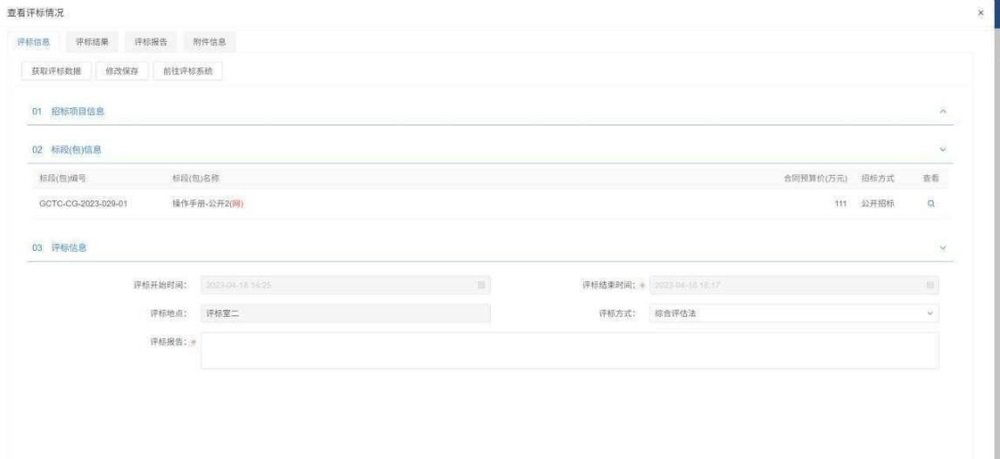 查看评标情况 ×
评标信息 评标结果 评标报告 附件信息
获取评标数据 修改保存 前往评标系统
01 招标项目信息
02 标段(包)信息
标段(包)编号 标段(包)名称 合同预算价(万元) 招标方式 查看
GCTC-CG-2023-029-01 操作手册-公开2(网) 111 公开招标
03 评标信息
评标开始时间: 2023-04-18 14:25 评标结束时间: * 2023-04-18 18:17
评标地点: 评标室二 评标方式: 综合评估法
评标报告: *